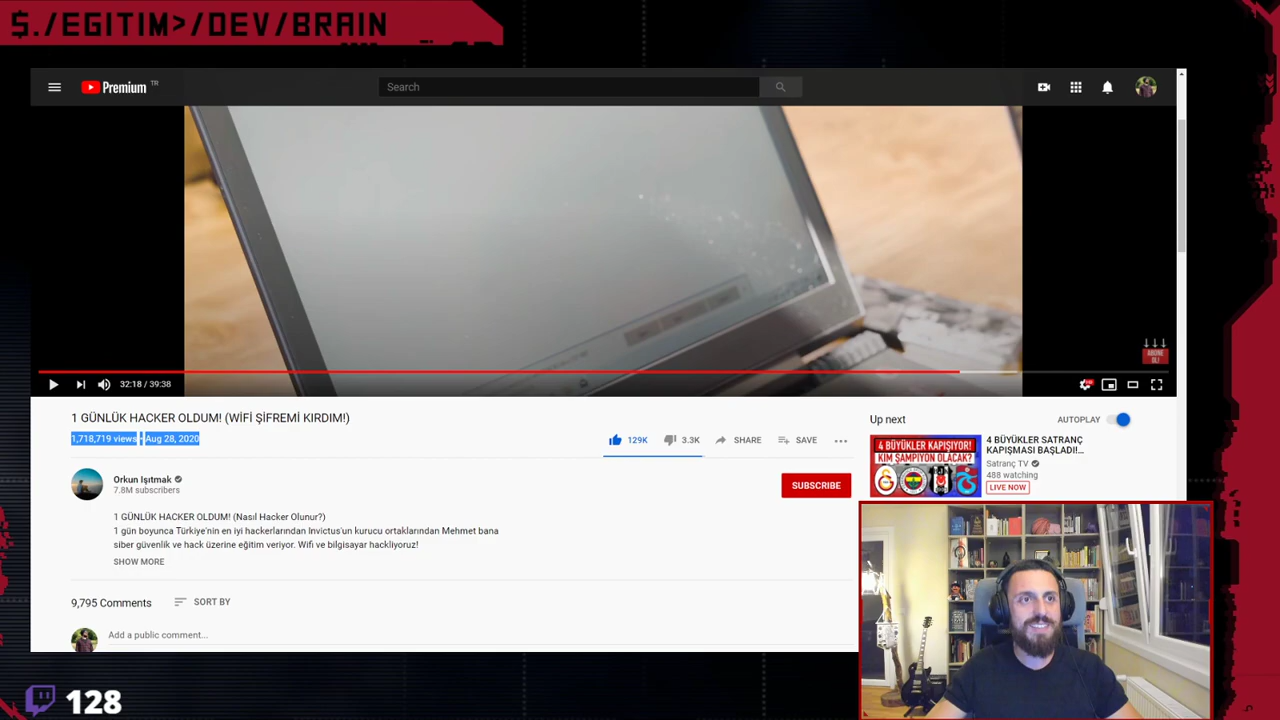 $./EGITIM>/DEV/BRAIN
Premium TR
Search
32:18 / 39:38
ABONE OL!
1 GÜNLÜK HACKER OLDUM! (WİFİ ŞİFREMİ KIRDIM!)
1,718,719 views • Aug 28, 2020
129K
3.3K
SHARE
SAVE
Orkun Işıtmak
7.8M subscribers
SUBSCRIBE
1 GÜNLÜK HACKER OLDUM! (Nasıl Hacker Olunur?)
1 gün boyunca Türkiye'nin en iyi hackerlarından Invictus'un kurucu ortaklarından Mehmet bana
siber güvenlik ve hack üzerine eğitim veriyor. Wifi ve bilgisayar hackliyoruz!
SHOW MORE
9,795 Comments
SORT BY
Add a public comment...
Up next
AUTOPLAY
4 BÜYÜKLER KAPIŞIYOR!
KIM ŞAMPIYON OLACAK?
4 BÜYÜKLER SATRANÇ
KAPIŞMASI BAŞLADI!...
Satranç TV
488 watching
LIVE NOW
128